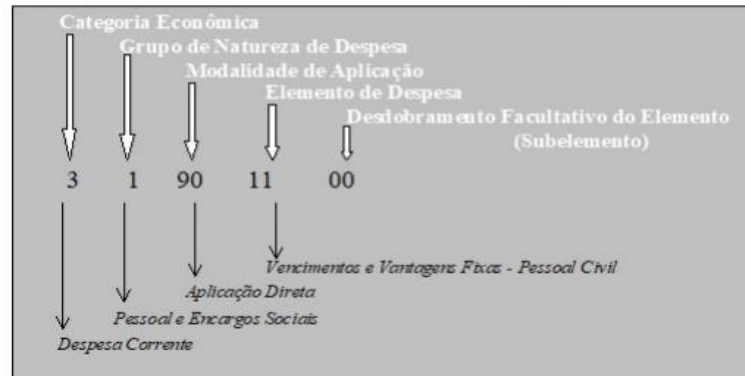 Categoria Econômica
Grupo de Natureza de Despesa
Modalidade de Aplicação
Elemento de Despesa
Desdobramento Facultativo do Elemento
(Subelemento)
3 1 90 11 00
Vencimentos e Vantagens Fixas - Pessoal Civil
Aplicação Direta
Pessoal e Encargos Sociais
Despesa Corrente